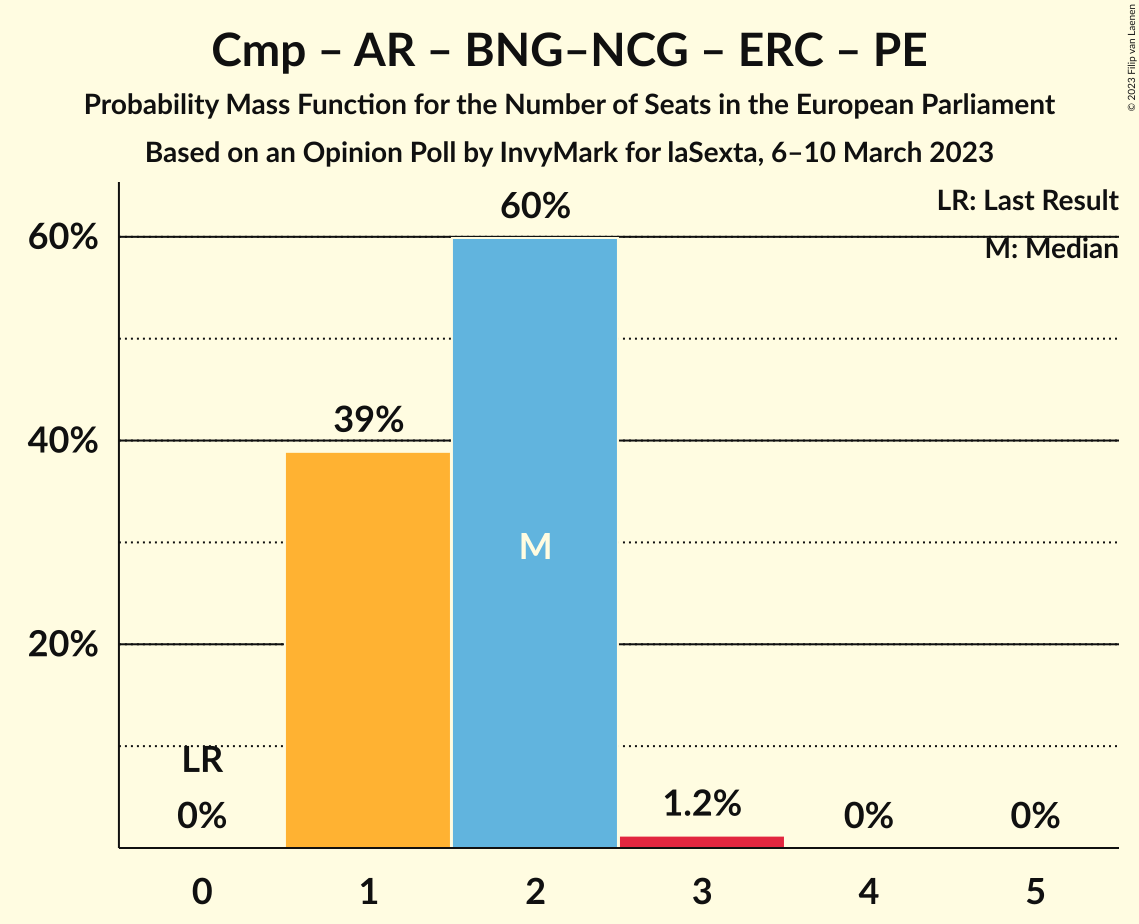 Cmp – AR – BNG–NCG – ERC – PE
Probability Mass Function for the Number of Seats in the European Parliament
Based on an Opinion Poll by InvyMark for laSexta, 6–10 March 2023
© 2023 Filip van Laenen
LR: Last Result
M: Median
60%
60%
40%
39%
M
20%
LR
0%
1.2%
0%
0%
0
1
2
3
4
5